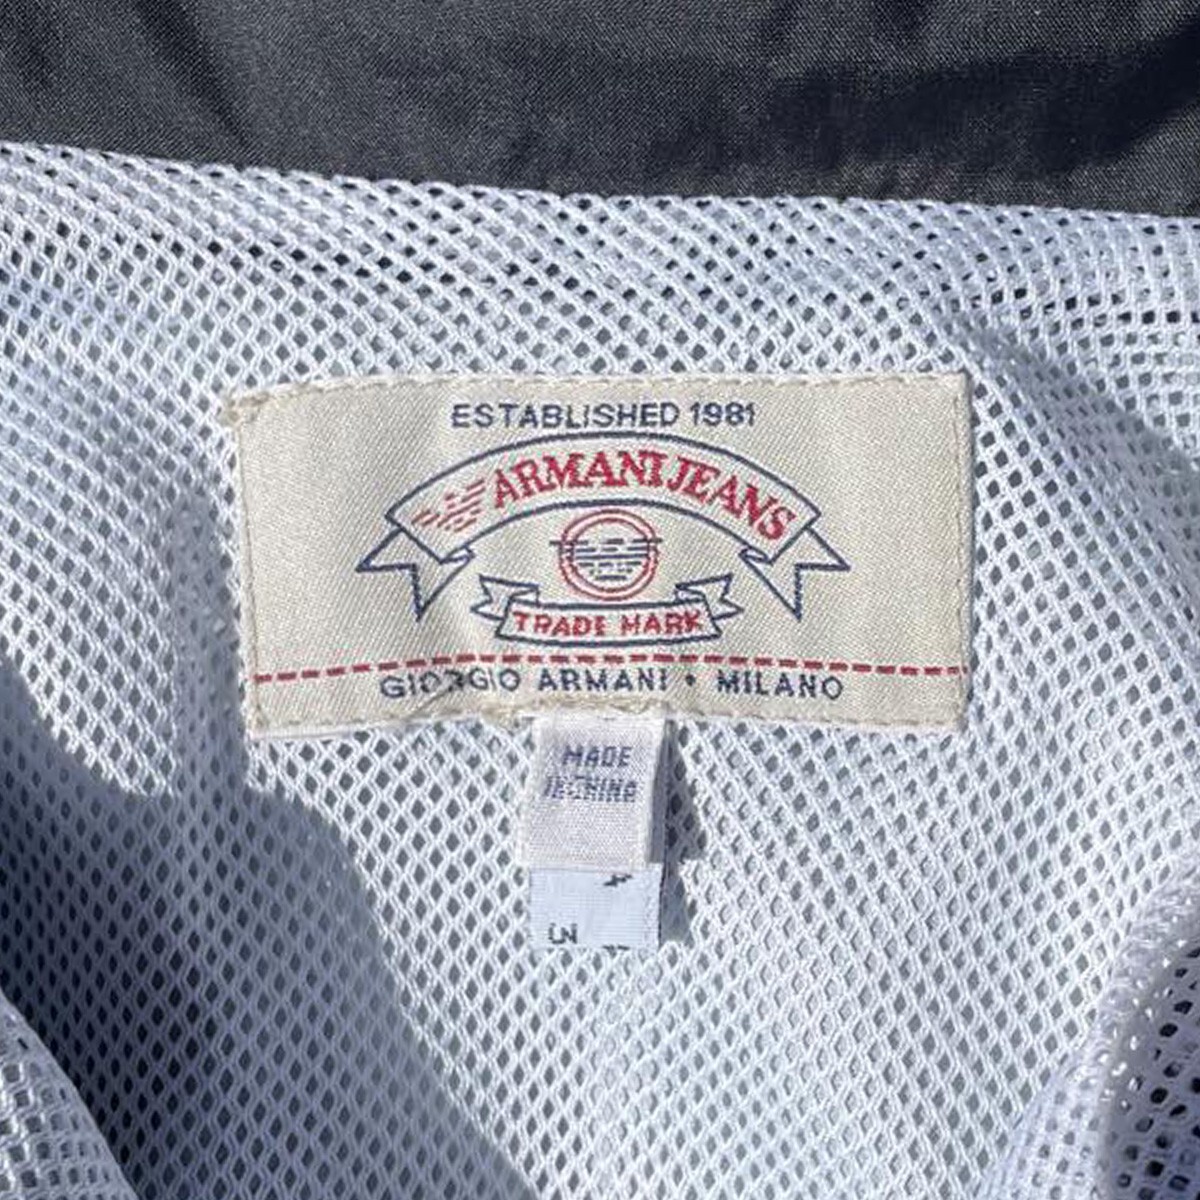 ESTABLISHED 1981
ARMANI JEANS
TRADE MARK
GIORGIO ARMANI • MILANO
MADE
IN CHINA